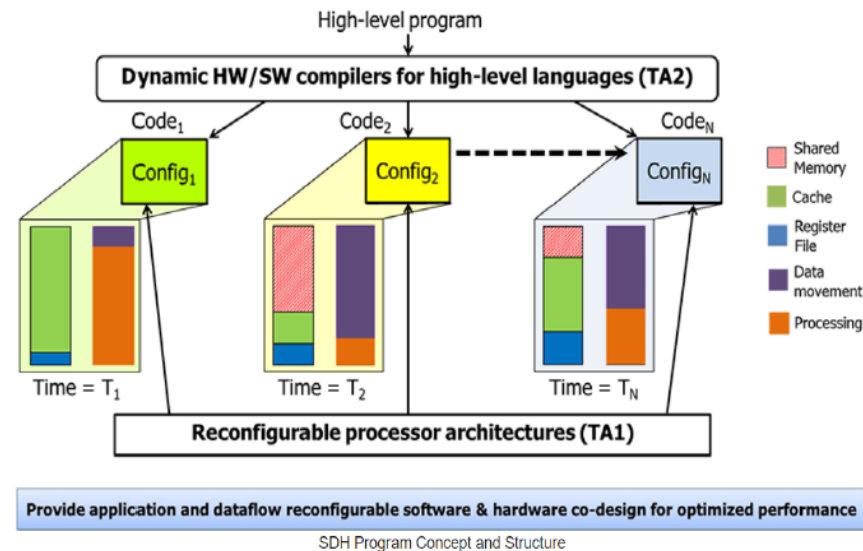 High-level program
Dynamic HW/SW compilers for high-level languages (TA2)
Code1
Code2
CodeN
Config1
Config2
ConfigN
Shared
Memory
Cache
Register
File
Data
movement
Processing
Time = T1
Time = T2
Time = TN
Reconfigurable processor architectures (TA1)
Provide application and dataflow reconfigurable software & hardware co-design for optimized performance
SDH Program Concept and Structure